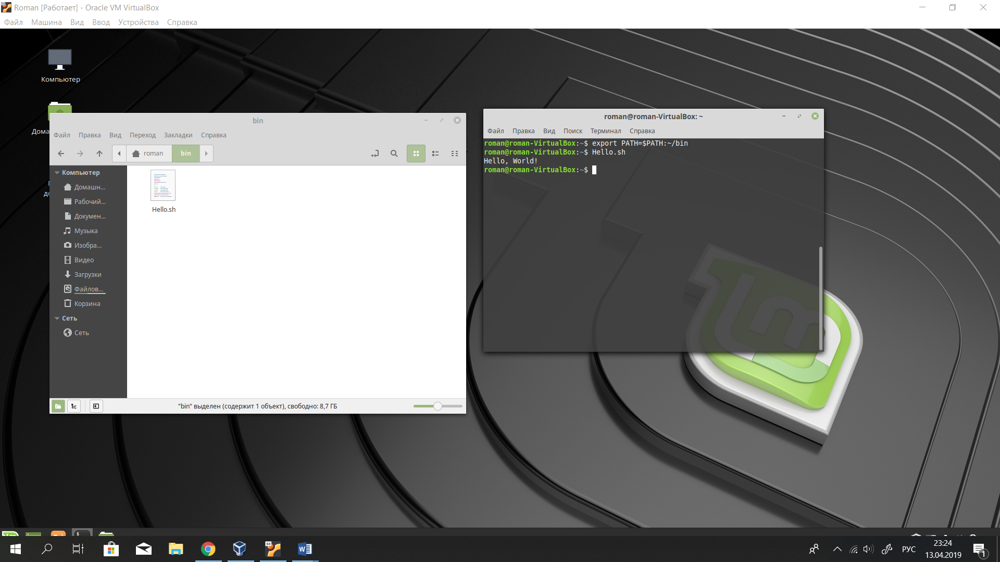 Roman [Работает] - Oracle VM VirtualBox
Файл Машина Вид Ввод Устройства Справка
Компьютер
bin
Файл Правка Вид Переход Закладки Справка
roman bin
Компьютер
Домашн...
Рабочий...
Докумен...
Музыка
Изобра...
Видео
Загрузки
Файлов...
Корзина
Сеть
Сеть
Hello.sh
"bin" выделен (содержит 1 объект), свободно: 8,7 ГБ
roman@roman-VirtualBox: ~
Файл Правка Вид Поиск Терминал Справка
roman@roman-VirtualBox:~$ export PATH=$PATH:~/bin
roman@roman-VirtualBox:~$ Hello.sh
Hello, World!
roman@roman-VirtualBox:~$
64
W
РУС
23:24
13.04.2019
1